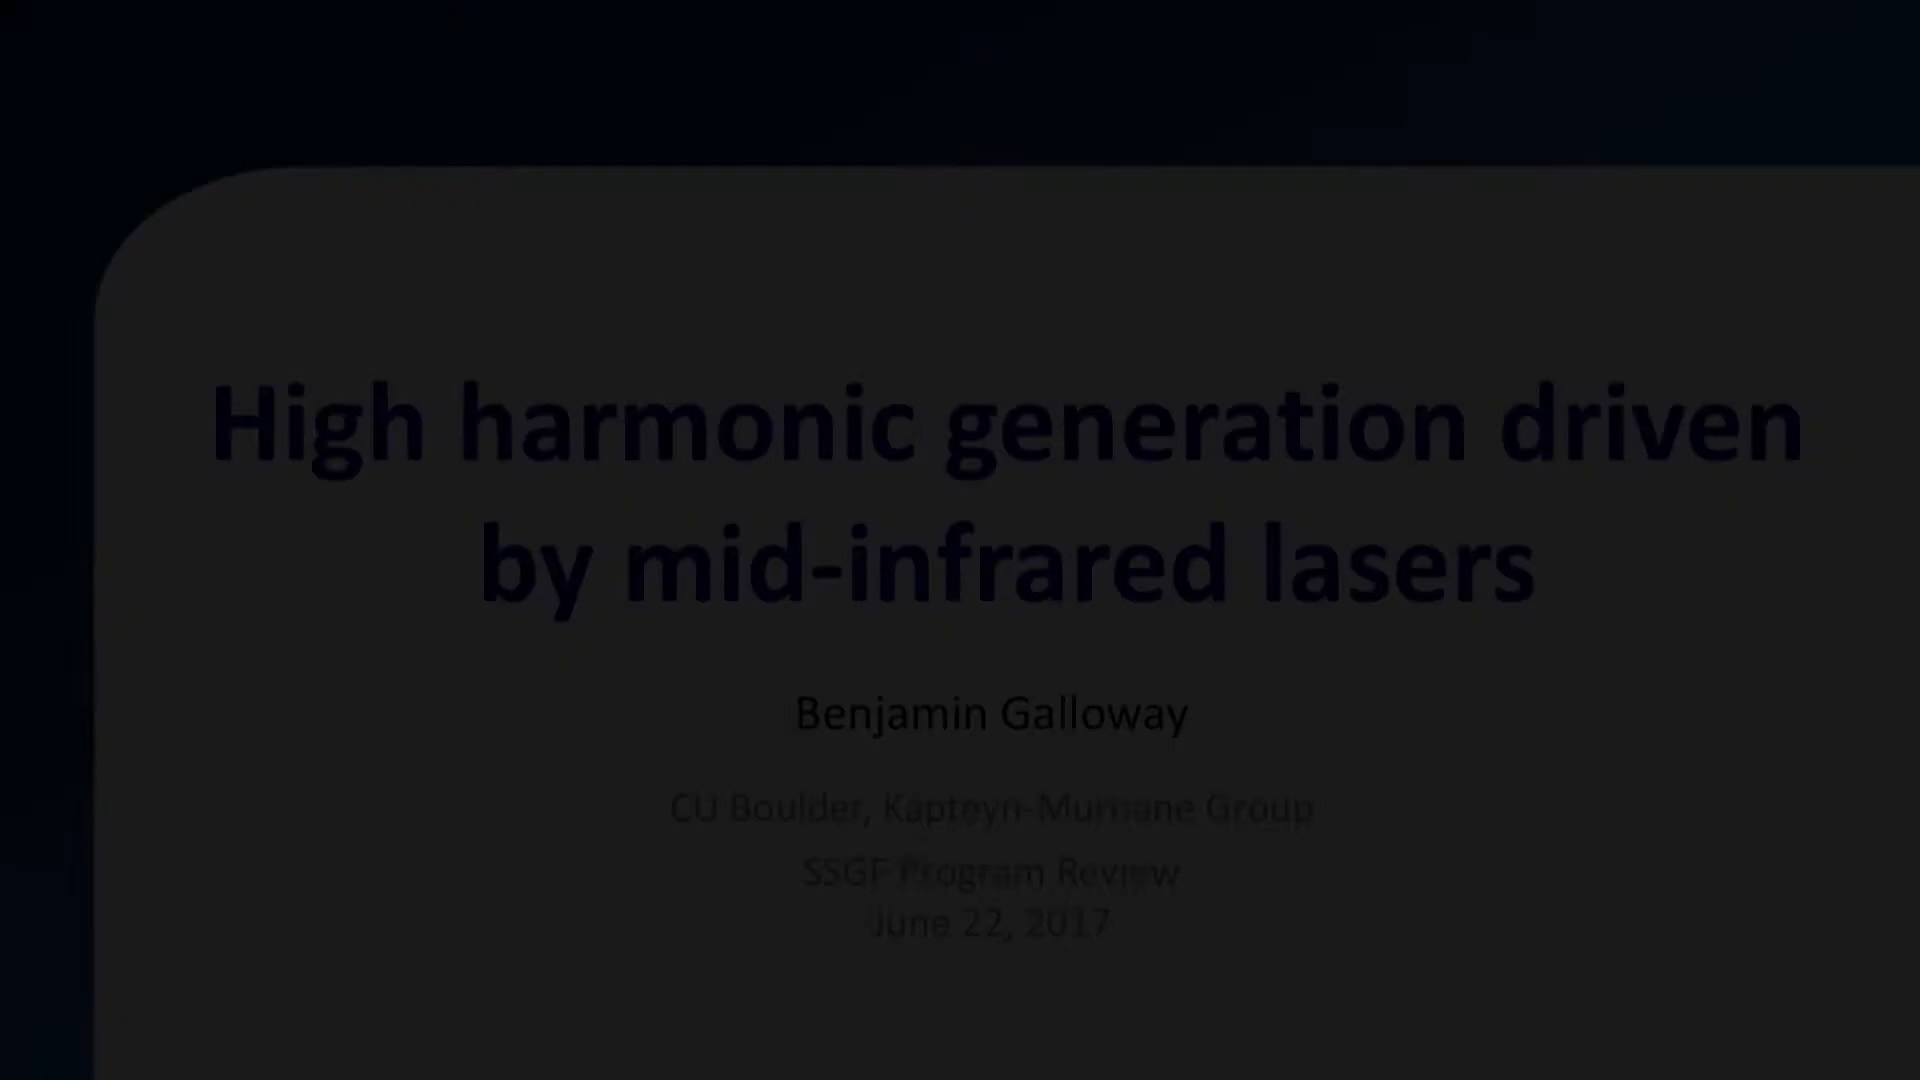 High harmonic generation driven
by mid-infrared lasers
Benjamin Galloway
CU Boulder, Kapteyn-Murnane Group
SSGF Program Review
June 22, 2017